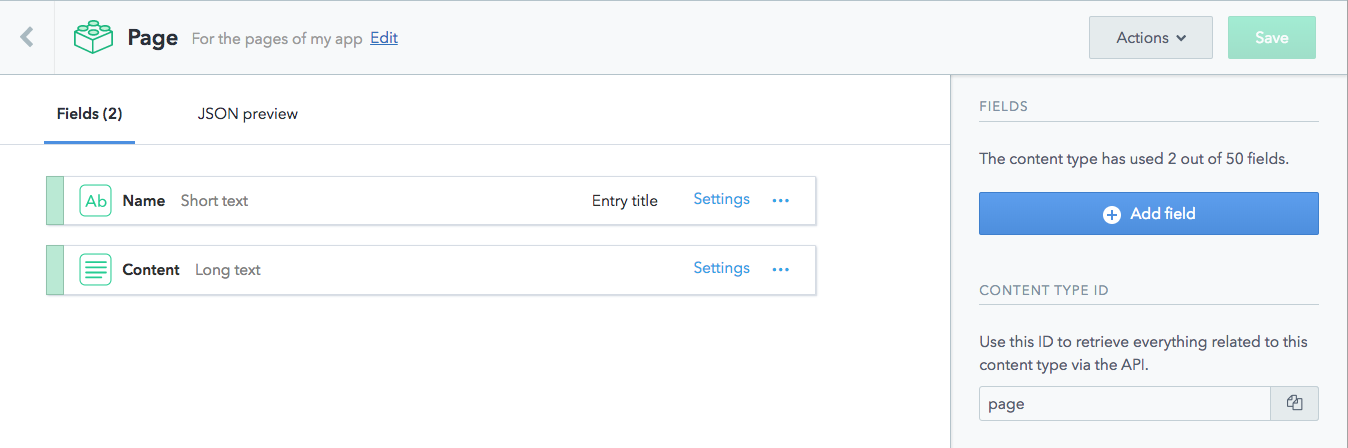 Page For the pages of my app Edit
Actions
Save
Fields (2)
JSON preview
Ab Name Short text Entry title Settings
Content Long text Settings
FIELDS
The content type has used 2 out of 50 fields.
Add field
CONTENT TYPE ID
Use this ID to retrieve everything related to this
content type via the API.
page